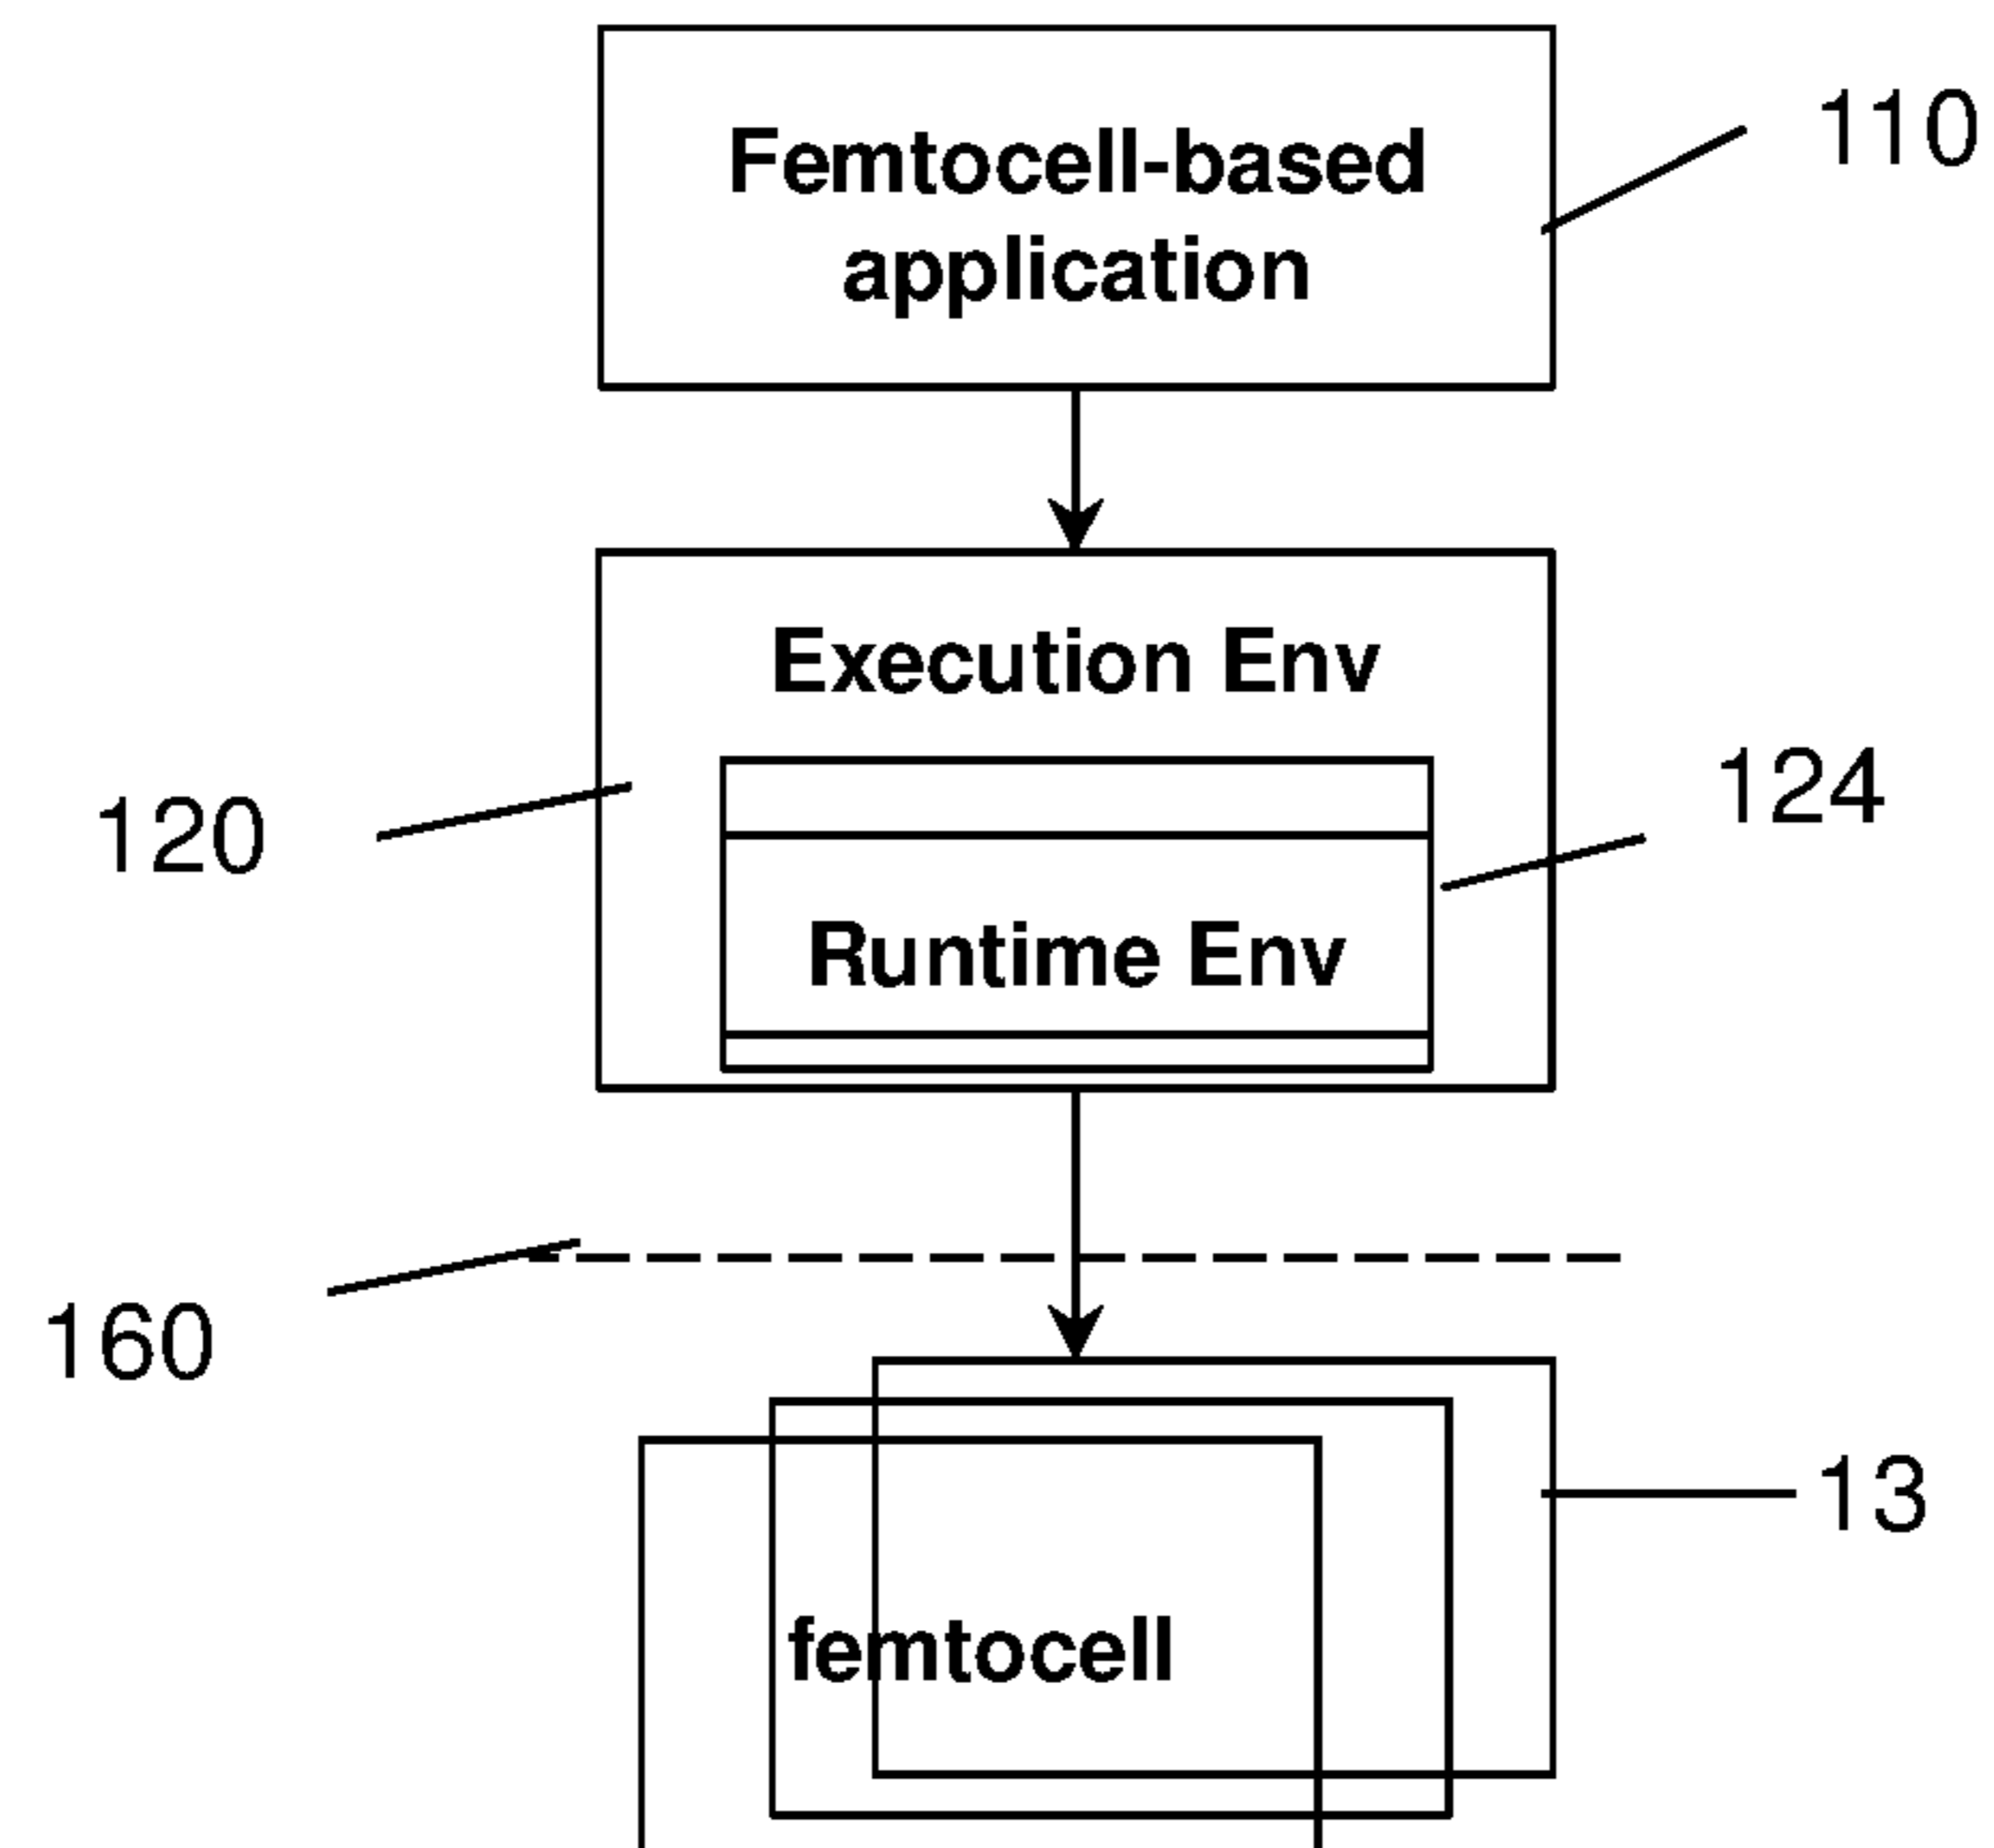 Femtocell-based
application
110
Execution Env
120
124
Runtime Env
160
13
femtocell